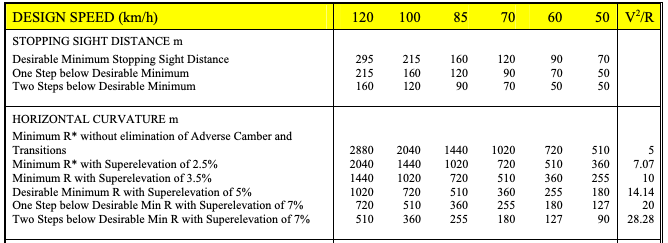 DESIGN SPEED (km/h) 120 100 85 70 60 50 V²/R
STOPPING SIGHT DISTANCE m
Desirable Minimum Stopping Sight Distance 295 215 160 120 90 70
One Step below Desirable Minimum 215 160 120 90 70 50
Two Steps below Desirable Minimum 160 120 90 70 50 50
HORIZONTAL CURVATURE m
Minimum R* without elimination of Adverse Camber and
Transitions 2880 2040 1440 1020 720 510 5
Minimum R* with Superelevation of 2.5% 2040 1440 1020 720 510 360 7.07
Minimum R with Superelevation of 3.5% 1440 1020 720 510 360 255 10
Desirable Minimum R with Superelevation of 5% 1020 720 510 360 255 180 14.14
One Step below Desirable Min R with Superelevation of 7% 720 510 360 255 180 127 20
Two Steps below Desirable Min R with Superelevation of 7% 510 360 255 180 127 90 28.28